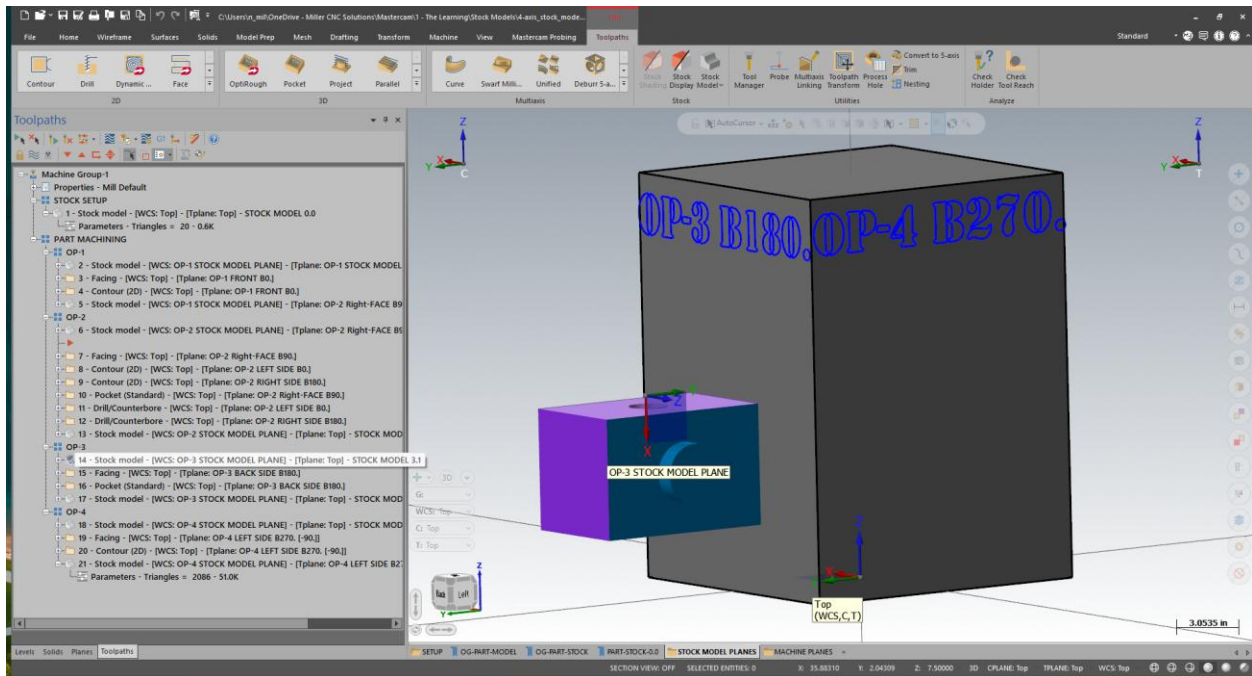 C:\Users\n_mil\OneDrive - Miller CNC Solutions\Mastercam\1 - The Learning\Stock Models\4-axis_stock_mode...
File Home Wireframe Surfaces Solids Model Prep Mesh Drafting Transform Machine View Mastercam Probing Toolpaths Standard
Contour Drill Dynamic ... Face OptiRough Pocket Project Parallel Curve Swarf Milli... Unified Deburr 5-a... Stock Shading Stock Display Stock Model Tool Manager Probe Multiaxis Linking Toolpath Transform Process Hole Convert to 5-axis Trim Nesting Check Holder Check Tool Reach
2D 3D Multiaxis Stock Utilities Analyze
Toolpaths
Machine Group-1
Properties - Mill Default
STOCK SETUP
1 - Stock model - [WCS: Top] - [Tplane: Top] - STOCK MODEL 0.0
Parameters - Triangles = 20 - 0.6K
PART MACHINING
OP-1
2 - Stock model - [WCS: OP-1 STOCK MODEL PLANE] - [Tplane: OP-1 STOCK MODEL
3 - Facing - [WCS: Top] - [Tplane: OP-1 FRONT B0.]
4 - Contour (2D) - [WCS: Top] - [Tplane: OP-1 FRONT B0.]
5 - Stock model - [WCS: OP-1 STOCK MODEL PLANE] - [Tplane: OP-2 Right-FACE B9
OP-2
6 - Stock model - [WCS: OP-2 STOCK MODEL PLANE] - [Tplane: OP-2 Right-FACE B9
7 - Facing - [WCS: Top] - [Tplane: OP-2 Right-FACE B90.]
8 - Contour (2D) - [WCS: Top] - [Tplane: OP-2 LEFT SIDE B0.]
9 - Contour (2D) - [WCS: Top] - [Tplane: OP-2 RIGHT SIDE B180.]
10 - Pocket (Standard) - [WCS: Top] - [Tplane: OP-2 Right-FACE B90.]
11 - Drill/Counterbore - [WCS: Top] - [Tplane: OP-2 LEFT SIDE B0.]
12 - Drill/Counterbore - [WCS: Top] - [Tplane: OP-2 RIGHT SIDE B180.]
13 - Stock model - [WCS: OP-2 STOCK MODEL PLANE] - [Tplane: Top] - STOCK MOD
OP-3
14 - Stock model - [WCS: OP-3 STOCK MODEL PLANE] - [Tplane: Top] - STOCK MODEL 3.1
15 - Facing - [WCS: Top] - [Tplane: OP-3 BACK SIDE B180.]
16 - Pocket (Standard) - [WCS: Top] - [Tplane: OP-3 BACK SIDE B180.]
17 - Stock model - [WCS: OP-3 STOCK MODEL PLANE] - [Tplane: Top] - STOCK MOD
OP-4
18 - Stock model - [WCS: OP-4 STOCK MODEL PLANE] - [Tplane: Top] - STOCK MOD
19 - Facing - [WCS: Top] - [Tplane: OP-4 LEFT SIDE B270. [-90.]]
20 - Contour (2D) - [WCS: Top] - [Tplane: OP-4 LEFT SIDE B270. [-90.]]
21 - Stock model - [WCS: OP-4 STOCK MODEL PLANE] - [Tplane: OP-4 LEFT SIDE B27
Parameters - Triangles = 2086 - 51.0K
Levels Solids Planes Toolpaths
AutoCursor
Z X Y C
Z X Y T
OP-3 B180. OP-4 B270.
Y Z X
OP-3 STOCK MODEL PLANE
3D
G:
WCS: Top
C: Top
T: Top
Z
Back Left
Y
Z X Y
Top
(WCS,C,T)
3.0535 in
SETUP OG-PART-MODEL OG-PART-STOCK PART-STOCK-0.0 STOCK MODEL PLANES MACHINE PLANES +
SECTION VIEW: OFF SELECTED ENTITIES: 0 X: 35.88310 Y: 2.04309 Z: 7.50000 3D CPLANE: Top TPLANE: Top WCS: Top